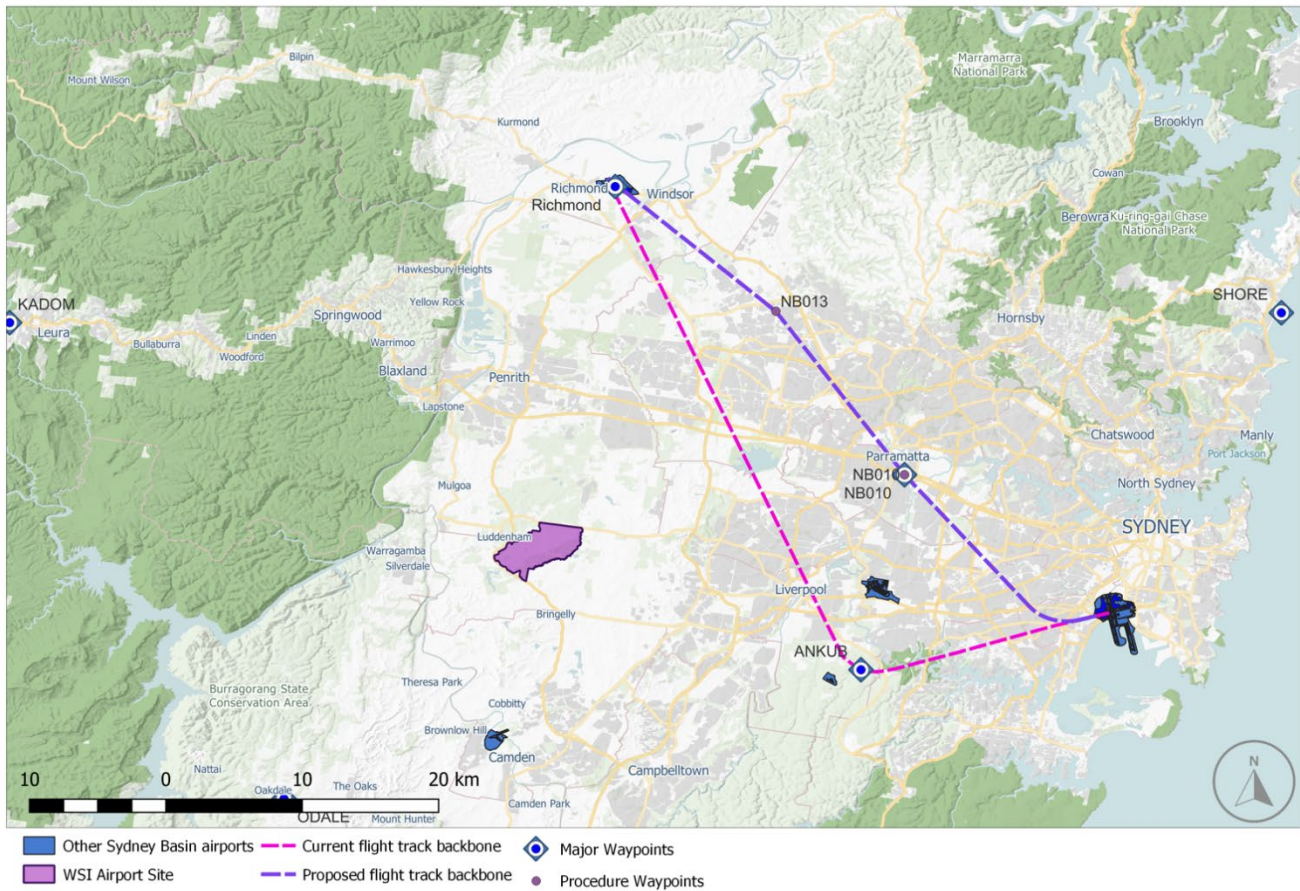 Marramarra
National Park
Bilpin
Mount Wilson
Brooklyn
Kurmond
Cowan
Richmond
Windsor
Richmond
Berowra
Ku-ring-gai Chase
National Park
Hawkesbury Heights
Yellow Rock
SHORE
NB013
KADOM
Springwood
Hornsby
Leura
Linden
Warrimoo
Bullaburra
Woodford
Blaxland
Penrith
Lapstone
Chatswood
Manly
Port Jackson
Parramatta
NB010
North Sydney
Mulgoa
NB010
SYDNEY
Luddenham
Warragamba
Silverdale
Liverpool
Bringelly
ANKUB
Theresa Park
Burragorang State
Conservation Area
Cobbitty
Brownlow Hill
Camden
Nattai
Campbelltown
10 0 10 20 km
The Oaks
Oakdale
Camden Park
ODALE
Mount Hunter
N
Other Sydney Basin airports
Current flight track backbone
Major Waypoints
WSI Airport Site
Proposed flight track backbone
Procedure Waypoints